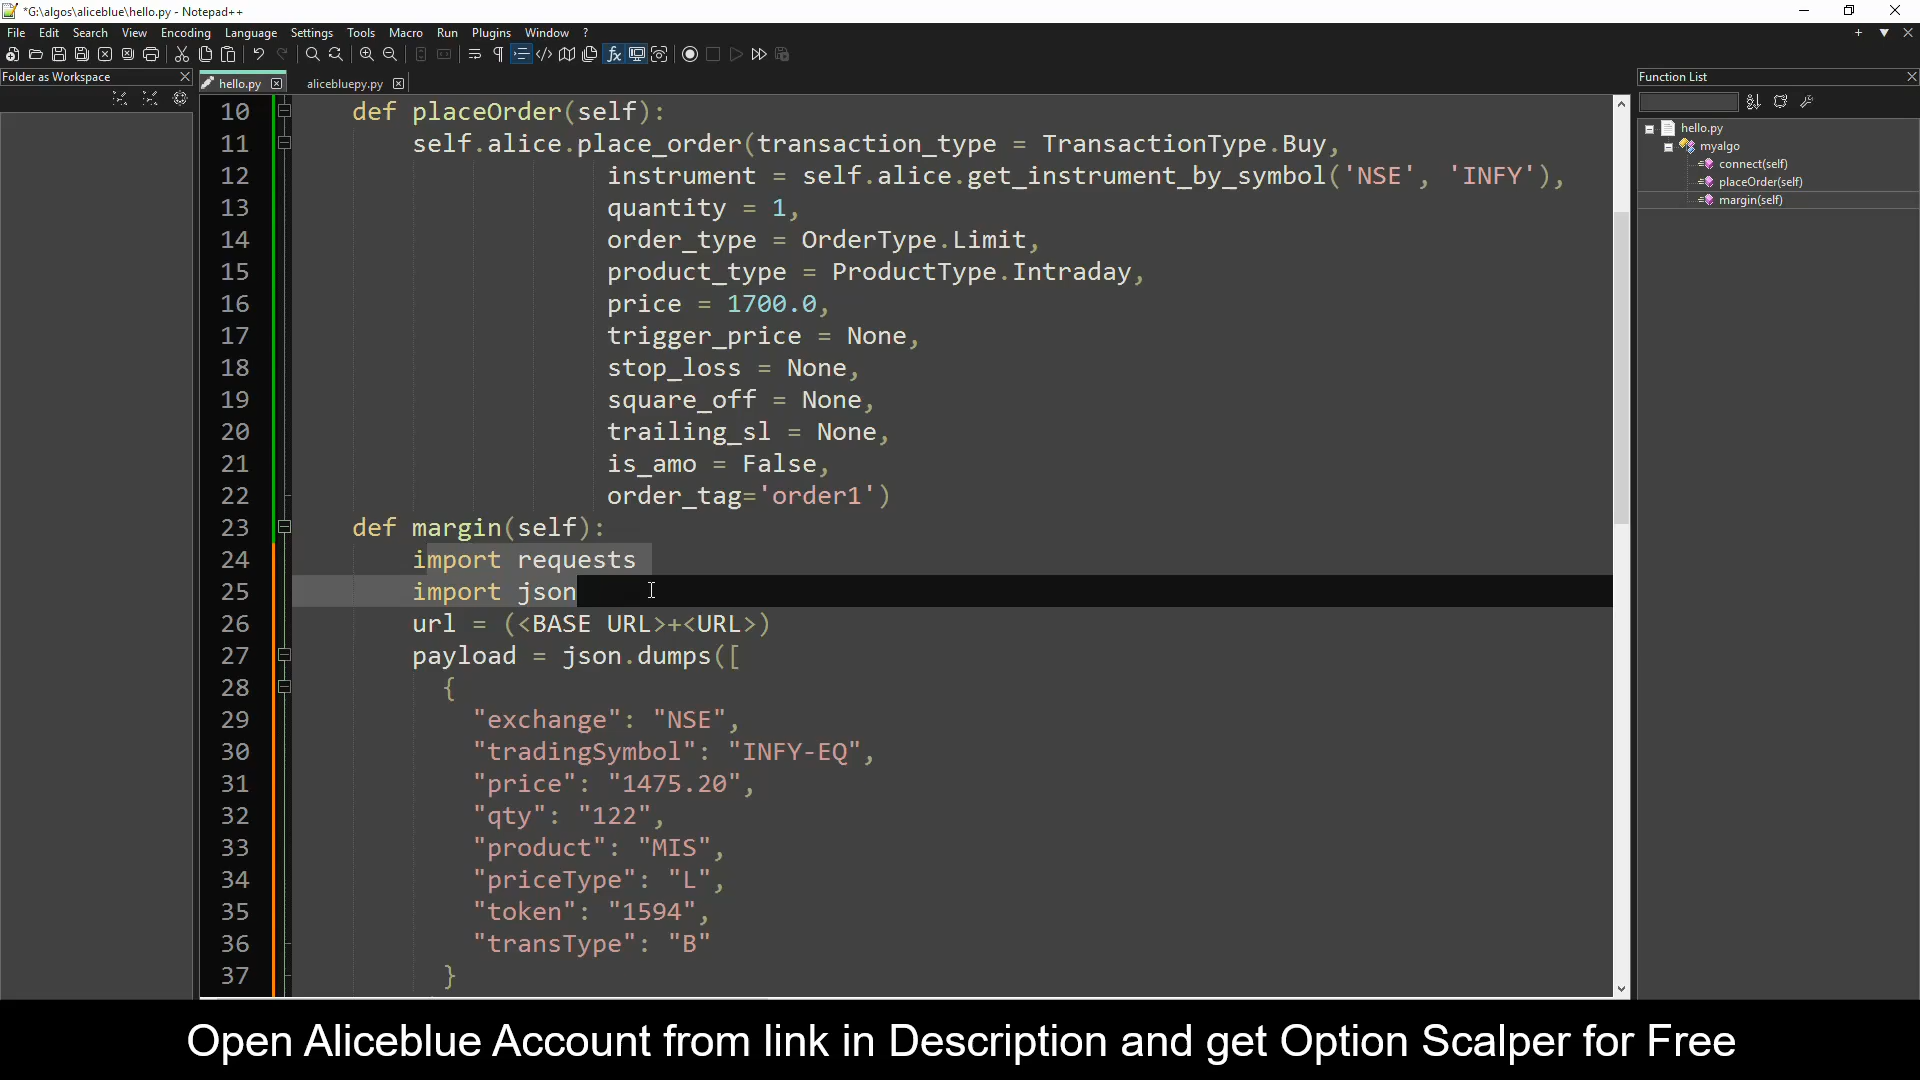 *G:\algos\aliceblue\hello.py - Notepad++
File Edit Search View Encoding Language Settings Tools Macro Run Plugins Window ?
Folder as Workspace
hello.py
alicebluepy.py
Function List
10 def placeOrder(self):
11 self.alice.place_order(transaction_type = TransactionType.Buy,
12 instrument = self.alice.get_instrument_by_symbol('NSE', 'INFY'),
13 quantity = 1,
14 order_type = OrderType.Limit,
15 product_type = ProductType.Intraday,
16 price = 1700.0,
17 trigger_price = None,
18 stop_loss = None,
19 square_off = None,
20 trailing_sl = None,
21 is_amo = False,
22 order_tag='order1')
23 def margin(self):
24 import requests
25 import json
26 url = (<BASE URL>+<URL>)
27 payload = json.dumps([
28 {
29 "exchange": "NSE",
30 "tradingSymbol": "INFY-EQ",
31 "price": "1475.20",
32 "qty": "122",
33 "product": "MIS",
34 "priceType": "L",
35 "token": "1594",
36 "transType": "B"
37 }
hello.py
myalgo
connect(self)
placeOrder(self)
margin(self)
Open Aliceblue Account from link in Description and get Option Scalper for Free